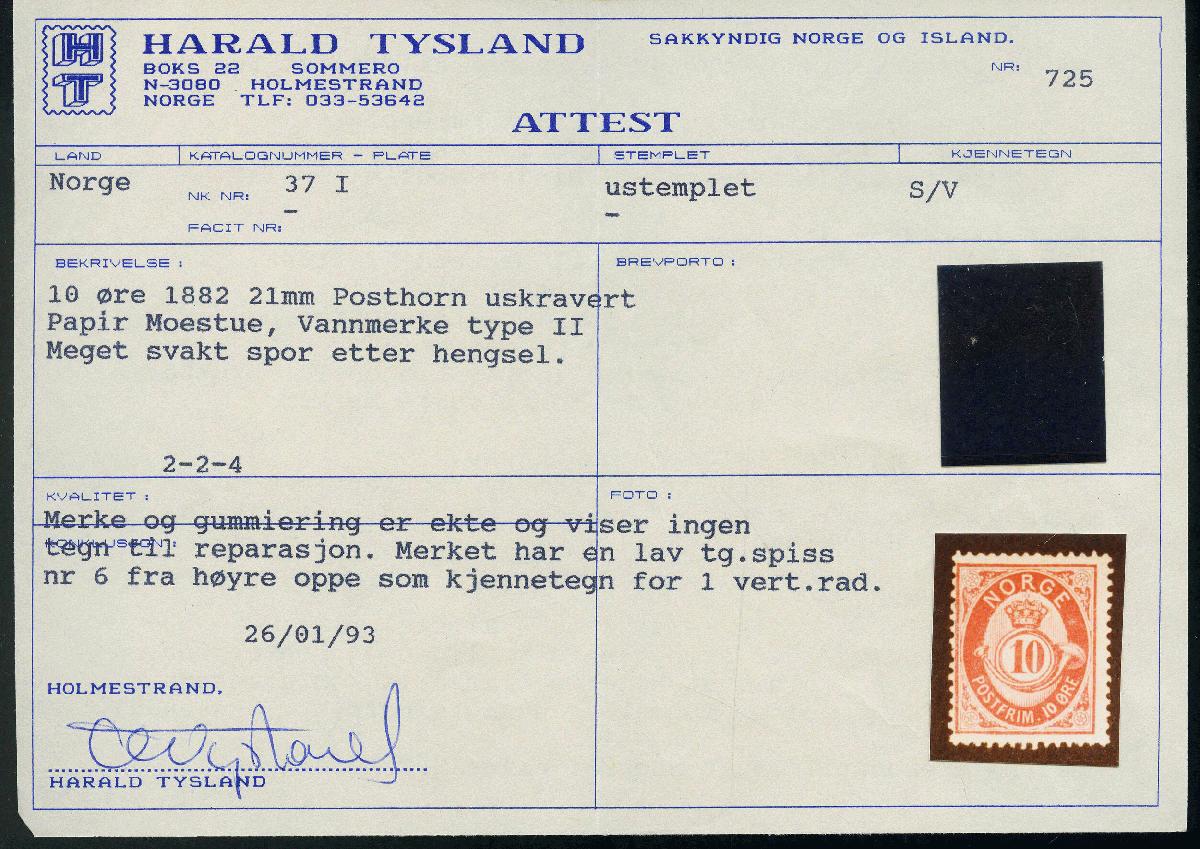 HT
HARALD TYSLAND
SAKKYNDIG NORGE OG ISLAND.
BOKS 22 SOMMERO
N-3080 HOLMESTRAND
NORGE TLF: 033-53642
NR: 725
ATTEST
LAND
KATALOGNUMMER - PLATE
STEMPLET
KJENNETEGN
Norge
NK NR: 37 I
ustemplet
S/V
-
-
FACIT NR:
BEKRIVELSE :
BREVPORTO :
10 øre 1882 21mm Posthorn uskravert
Papir Moestue, Vannmerke type II
Meget svakt spor etter hengsel.
2-2-4
KVALITET :
FOTO :
Merke og gummiering er ekte og viser ingen
KONKLUSSON :
tegn til reparasjon. Merket har en lav tg.spiss
nr 6 fra høyre oppe som kjennetegn for 1 vert.rad.
26/01/93
NORGE
10
POSTFRIM. 10 ØRE
HOLMESTRAND,
HARALD TYSLAND